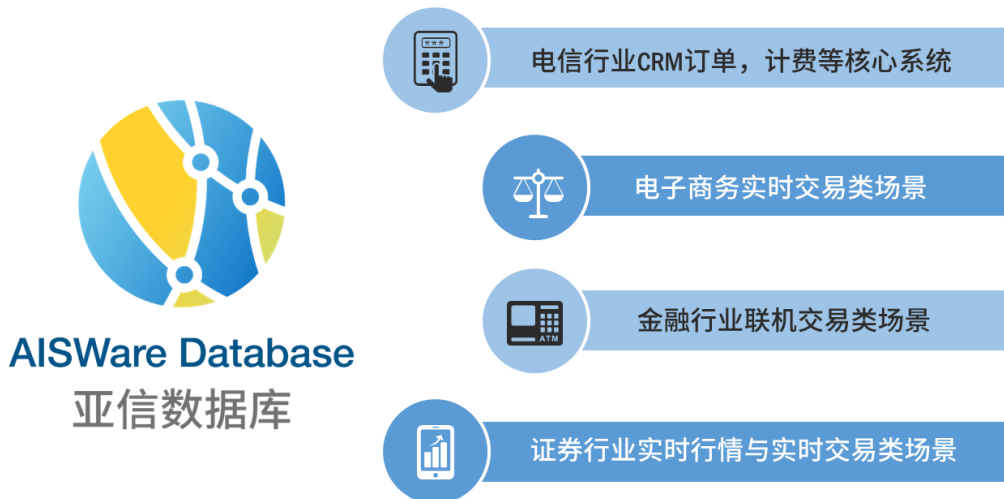 电信行业CRM订单，计费等核心系统
电子商务实时交易类场景
ATM
金融行业联机交易类场景
证券行业实时行情与实时交易类场景
AISWare Database
亚信数据库
***